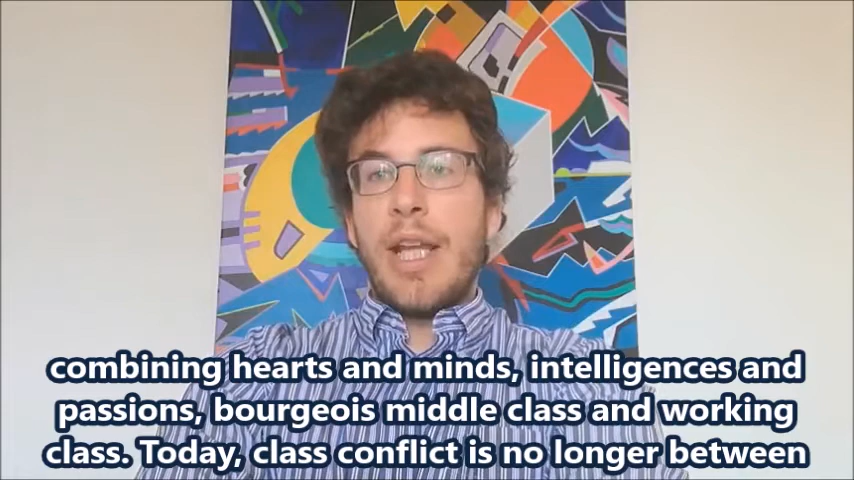 combining hearts and minds, intelligences and
passions, bourgeois middle class and working
class. Today, class conflict is no longer between